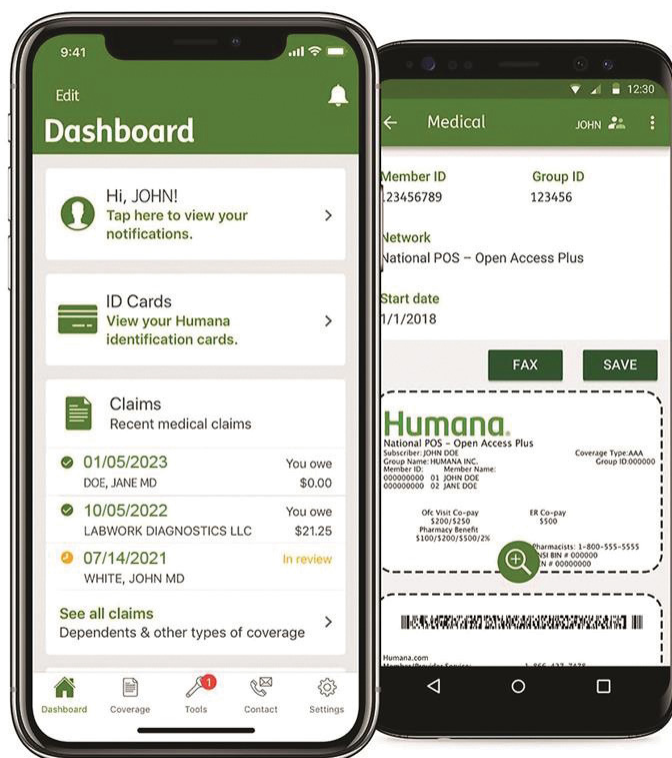 9:41
Edit
Dashboard
Hi, JOHN!
Tap here to view your
notifications.
ID Cards
View your Humana
identification cards.
Claims
Recent medical claims
01/05/2023
You owe
DOE, JANE MD
$0.00
10/05/2022
You owe
LABWORK DIAGNOSTICS LLC
$21.25
07/14/2021
In review
WHITE, JOHN MD
See all claims
Dependents & other types of coverage
1
Dashboard
Coverage
Tools
Contact
Settings
12:30
Medical
JOHN
Member ID
Group ID
123456789
123456
Network
National POS – Open Access Plus
Start date
1/1/2018
FAX
SAVE
Humana.
National POS – Open Access Plus
Subscriber: JOHN DOE
Coverage Type:AAA
Group Name: HUMANA INC.
Group ID:000000
Member ID: Member Name:
000000000 01 JOHN DOE
000000000 02 JANE DOE
Ofc Visit Co-pay
ER Co-pay
$200/$250
$500
Pharmacy Benefit
$100/$200/$500/2%
Pharmacists: 1-800-555-5555
BIN # 000000
# 00000000
Humana.com